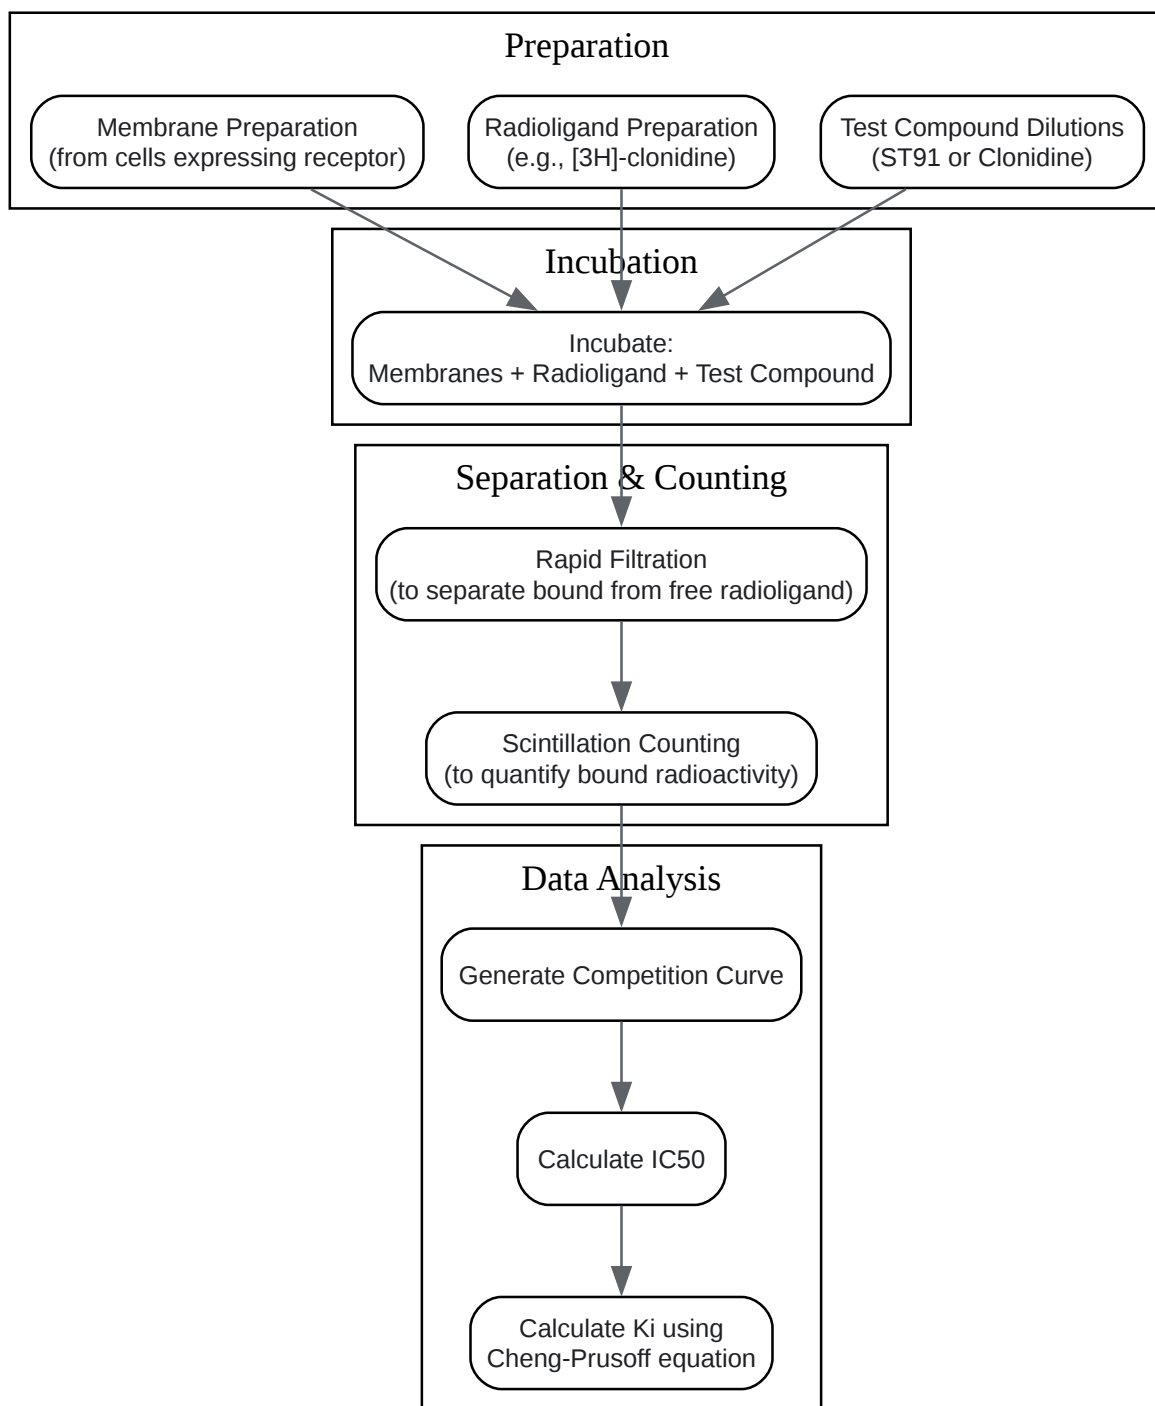 Preparation
Membrane Preparation
(from cells expressing receptor)
Radioligand Preparation
(e.g., [3H]-clonidine)
Test Compound Dilutions
(ST91 or Clonidine)
Incubation
Incubate:
Membranes + Radioligand + Test Compound
Separation & Counting
Rapid Filtration
(to separate bound from free radioligand)
Scintillation Counting
(to quantify bound radioactivity)
Data Analysis
Generate Competition Curve
Calculate IC50
Calculate Ki using
Cheng-Prusoff equation